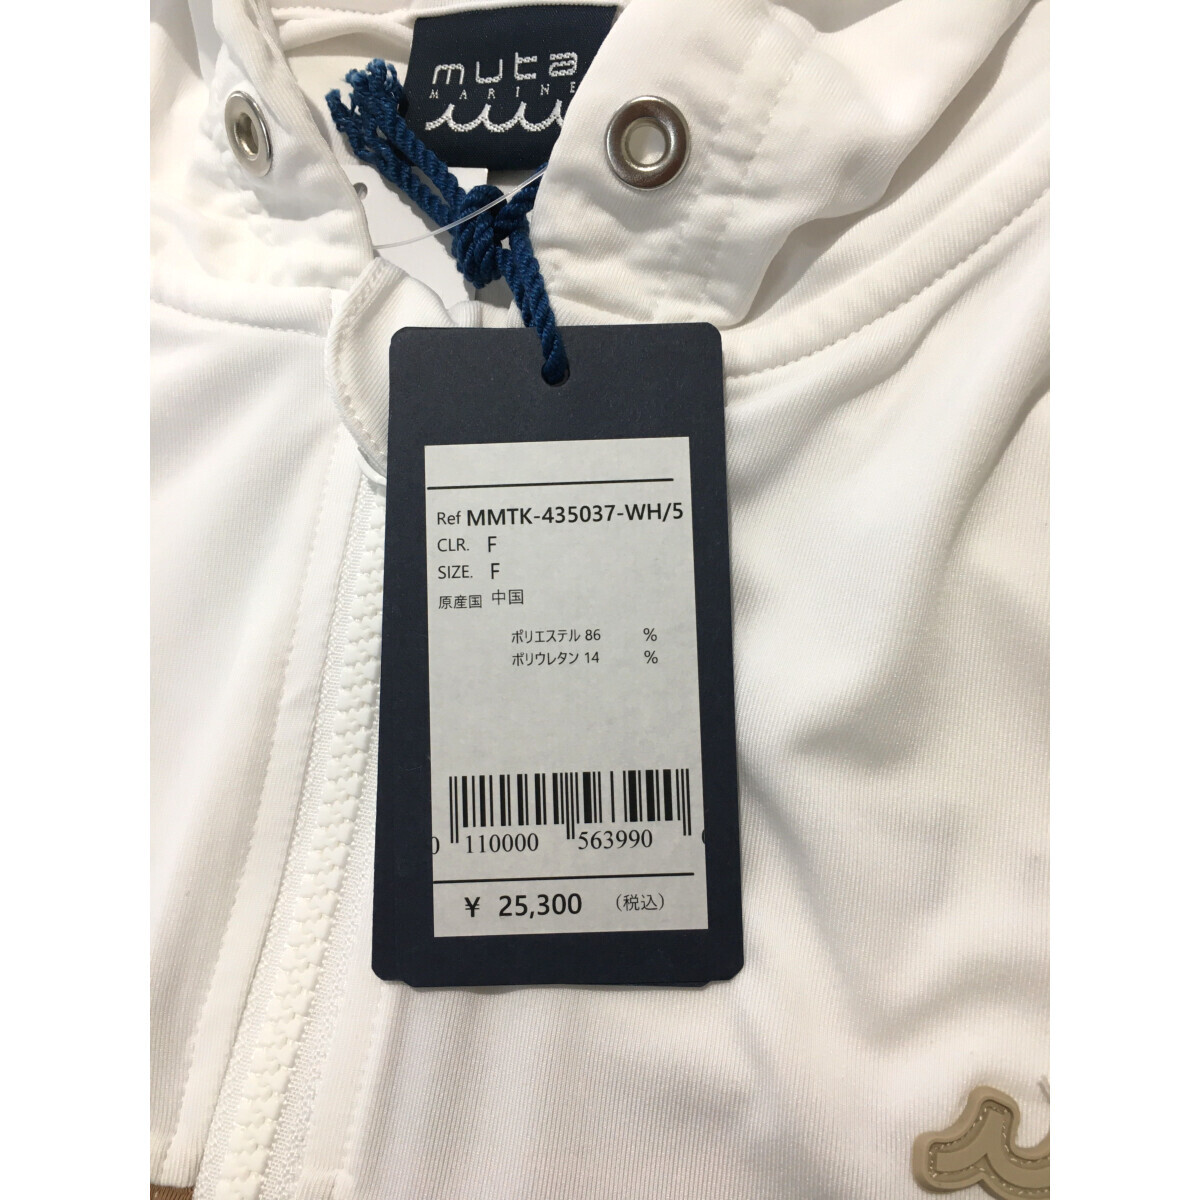 muta
MARINE
Ref MMTK-435037-WH/5
CLR. F
SIZE. F
原産国 中国
ポリエステル 86 %
ポリウレタン 14 %
0 110000 563990
¥ 25,300 (税込)